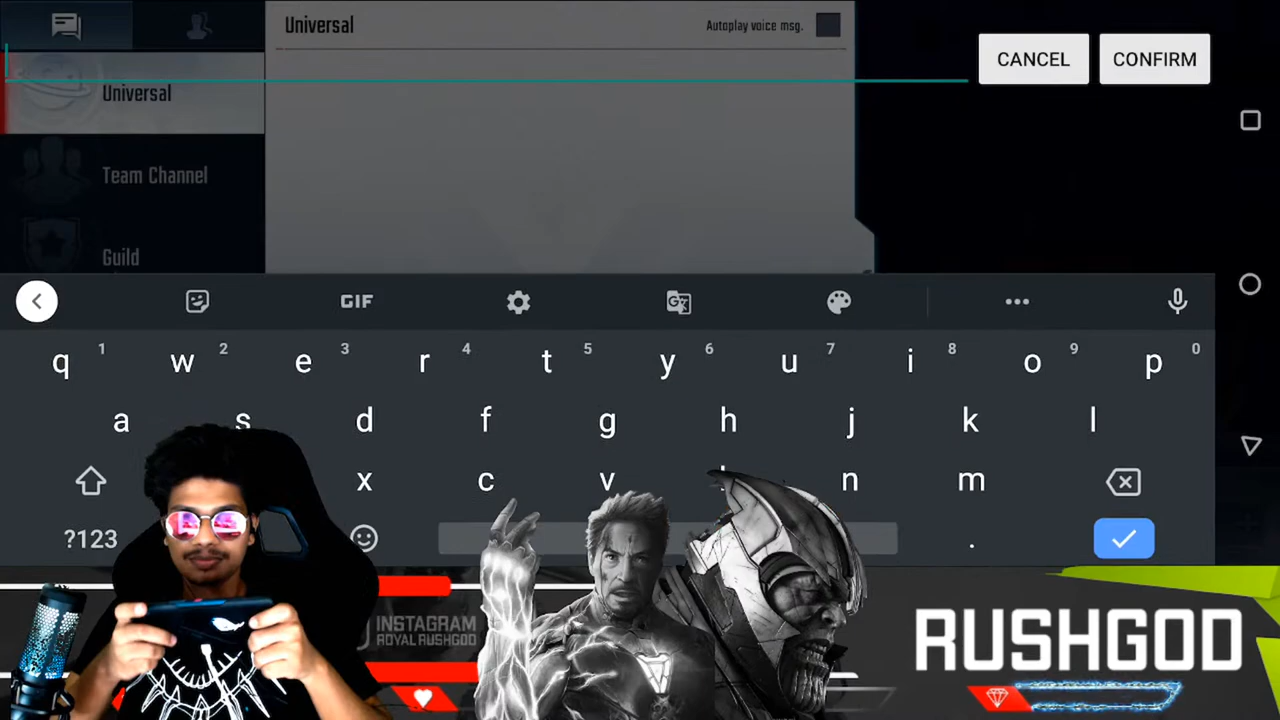 Universal
Autoplay voice msg.
CANCEL
CONFIRM
Universal
Team Channel
Guild
GIF
q 1 w 2 e 3 r 4 t 5 y 6 u 7 i 8 o 9 p 0
a s d f g h j k l
x c v n m
?123 .
INSTAGRAM
ROYAL RUSHGOD
RUSHGOD